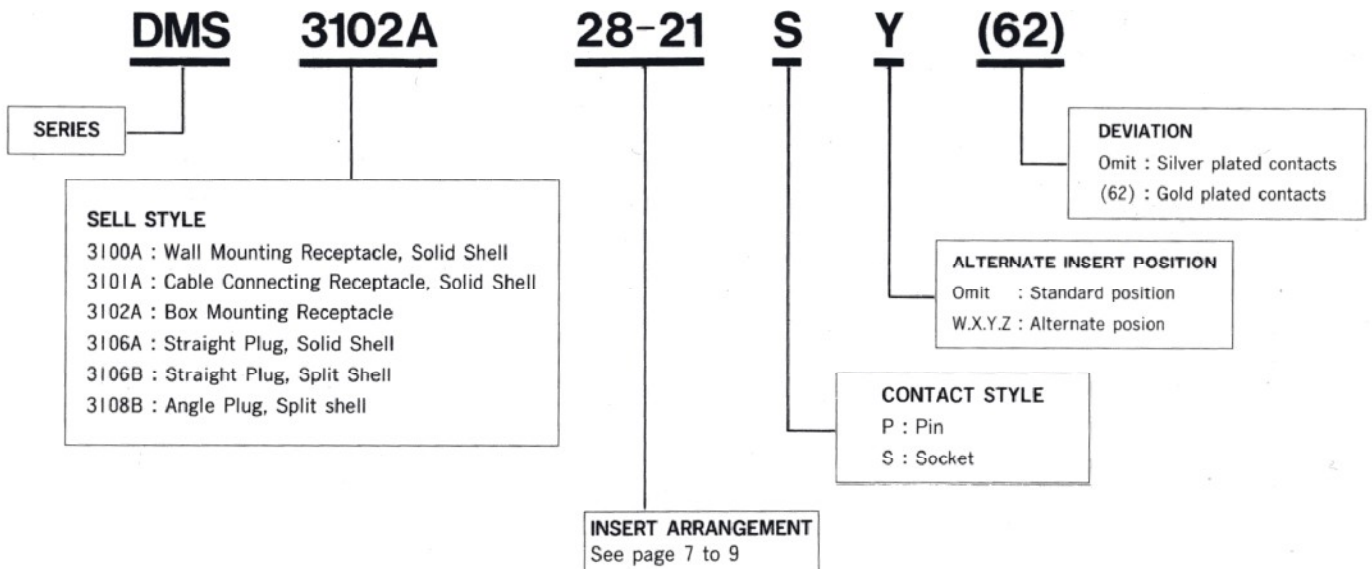 DMS 3102A 28-21 S Y (62)
SERIES
SELL STYLE
3100A : Wall Mounting Receptacle, Solid Shell
3101A : Cable Connecting Receptacle, Solid Shell
3102A : Box Mounting Receptacle
3106A : Straight Plug, Solid Shell
3106B : Straight Plug, Split Shell
3108B : Angle Plug, Split shell
DEVIATION
Omit : Silver plated contacts
(62) : Gold plated contacts
ALTERNATE INSERT POSITION
Omit : Standard position
W.X.Y.Z : Alternate posion
CONTACT STYLE
P : Pin
S : Socket
INSERT ARRANGEMENT
See page 7 to 9